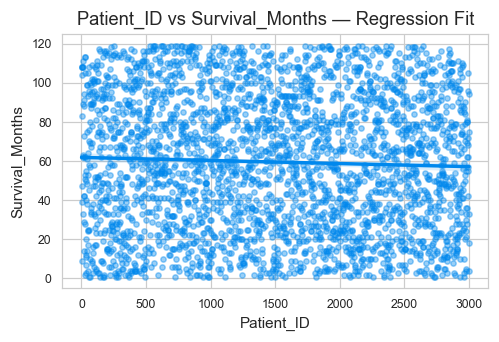 Patient_ID vs Survival_Months — Regression Fit
Survival_Months
120
100
80
60
40
20
0
0 500 1000 1500 2000 2500 3000
Patient_ID